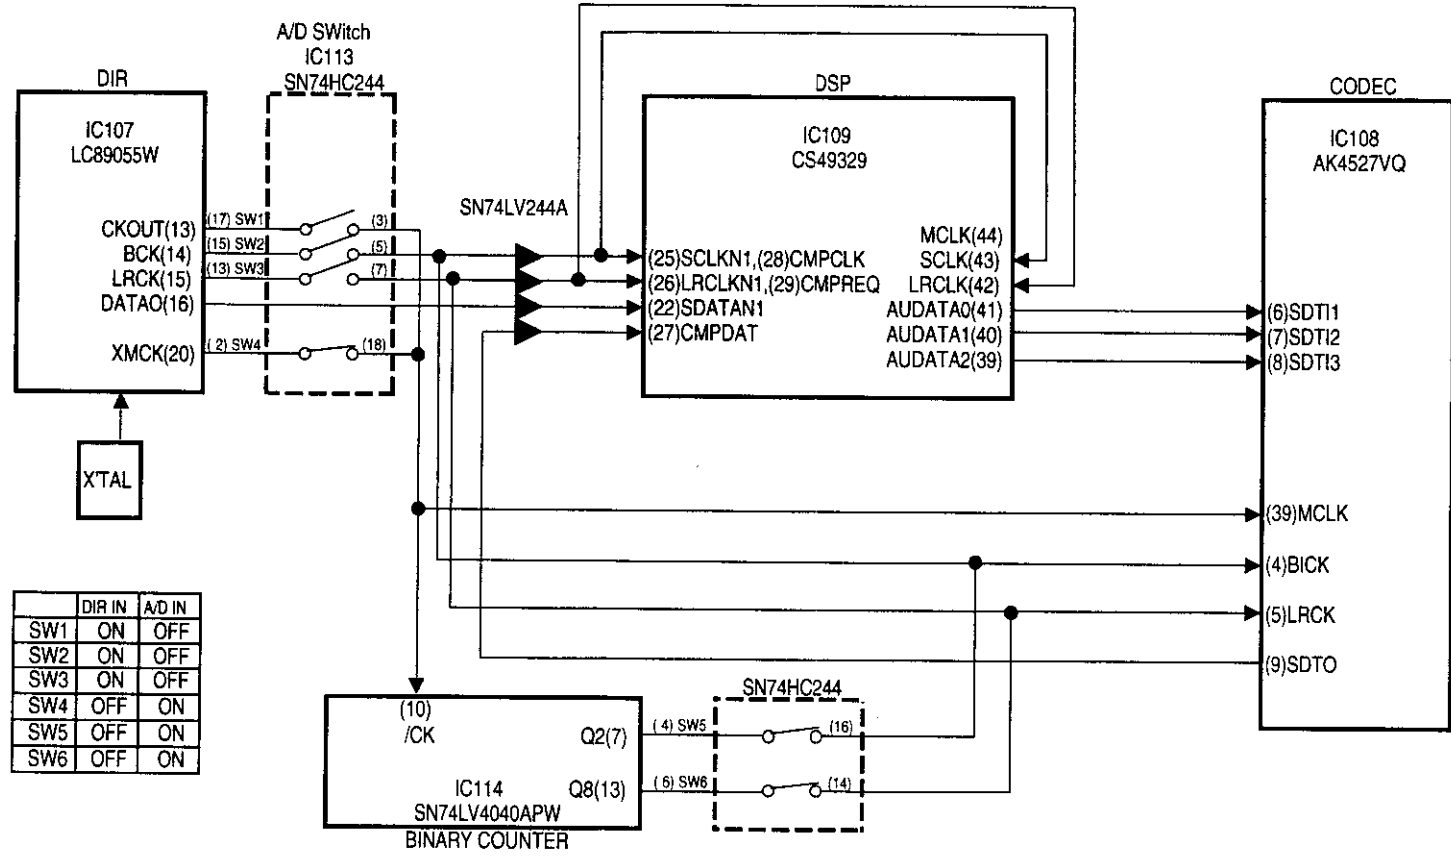 A/D SWitch
IC113
SN74HC244
DIR
IC107
LC89055W
CKOUT(13)
BCK(14)
LRCK(15)
DATAO(16)
XMCK(20)
(17) SW1
(15) SW2
(13) SW3
( 2) SW4
(3)
(5)
(7)
(18)
X'TAL
SN74LV244A
DSP
IC109
CS49329
(25)SCLKN1,(28)CMPCLK
(26)LRCLKN1,(29)CMPREQ
(22)SDATAN1
(27)CMPDAT
MCLK(44)
SCLK(43)
LRCLK(42)
AUDATA0(41)
AUDATA1(40)
AUDATA2(39)
CODEC
IC108
AK4527VQ
(6)SDTI1
(7)SDTI2
(8)SDTI3
(39)MCLK
(4)BICK
(5)LRCK
(9)SDTO
DIR IN A/D IN
SW1 ON OFF
SW2 ON OFF
SW3 ON OFF
SW4 OFF ON
SW5 OFF ON
SW6 OFF ON
(10)
/CK
Q2(7)
Q8(13)
IC114
SN74LV4040APW
BINARY COUNTER
SN74HC244
( 4) SW5
(16)
( 6) SW6
(14)